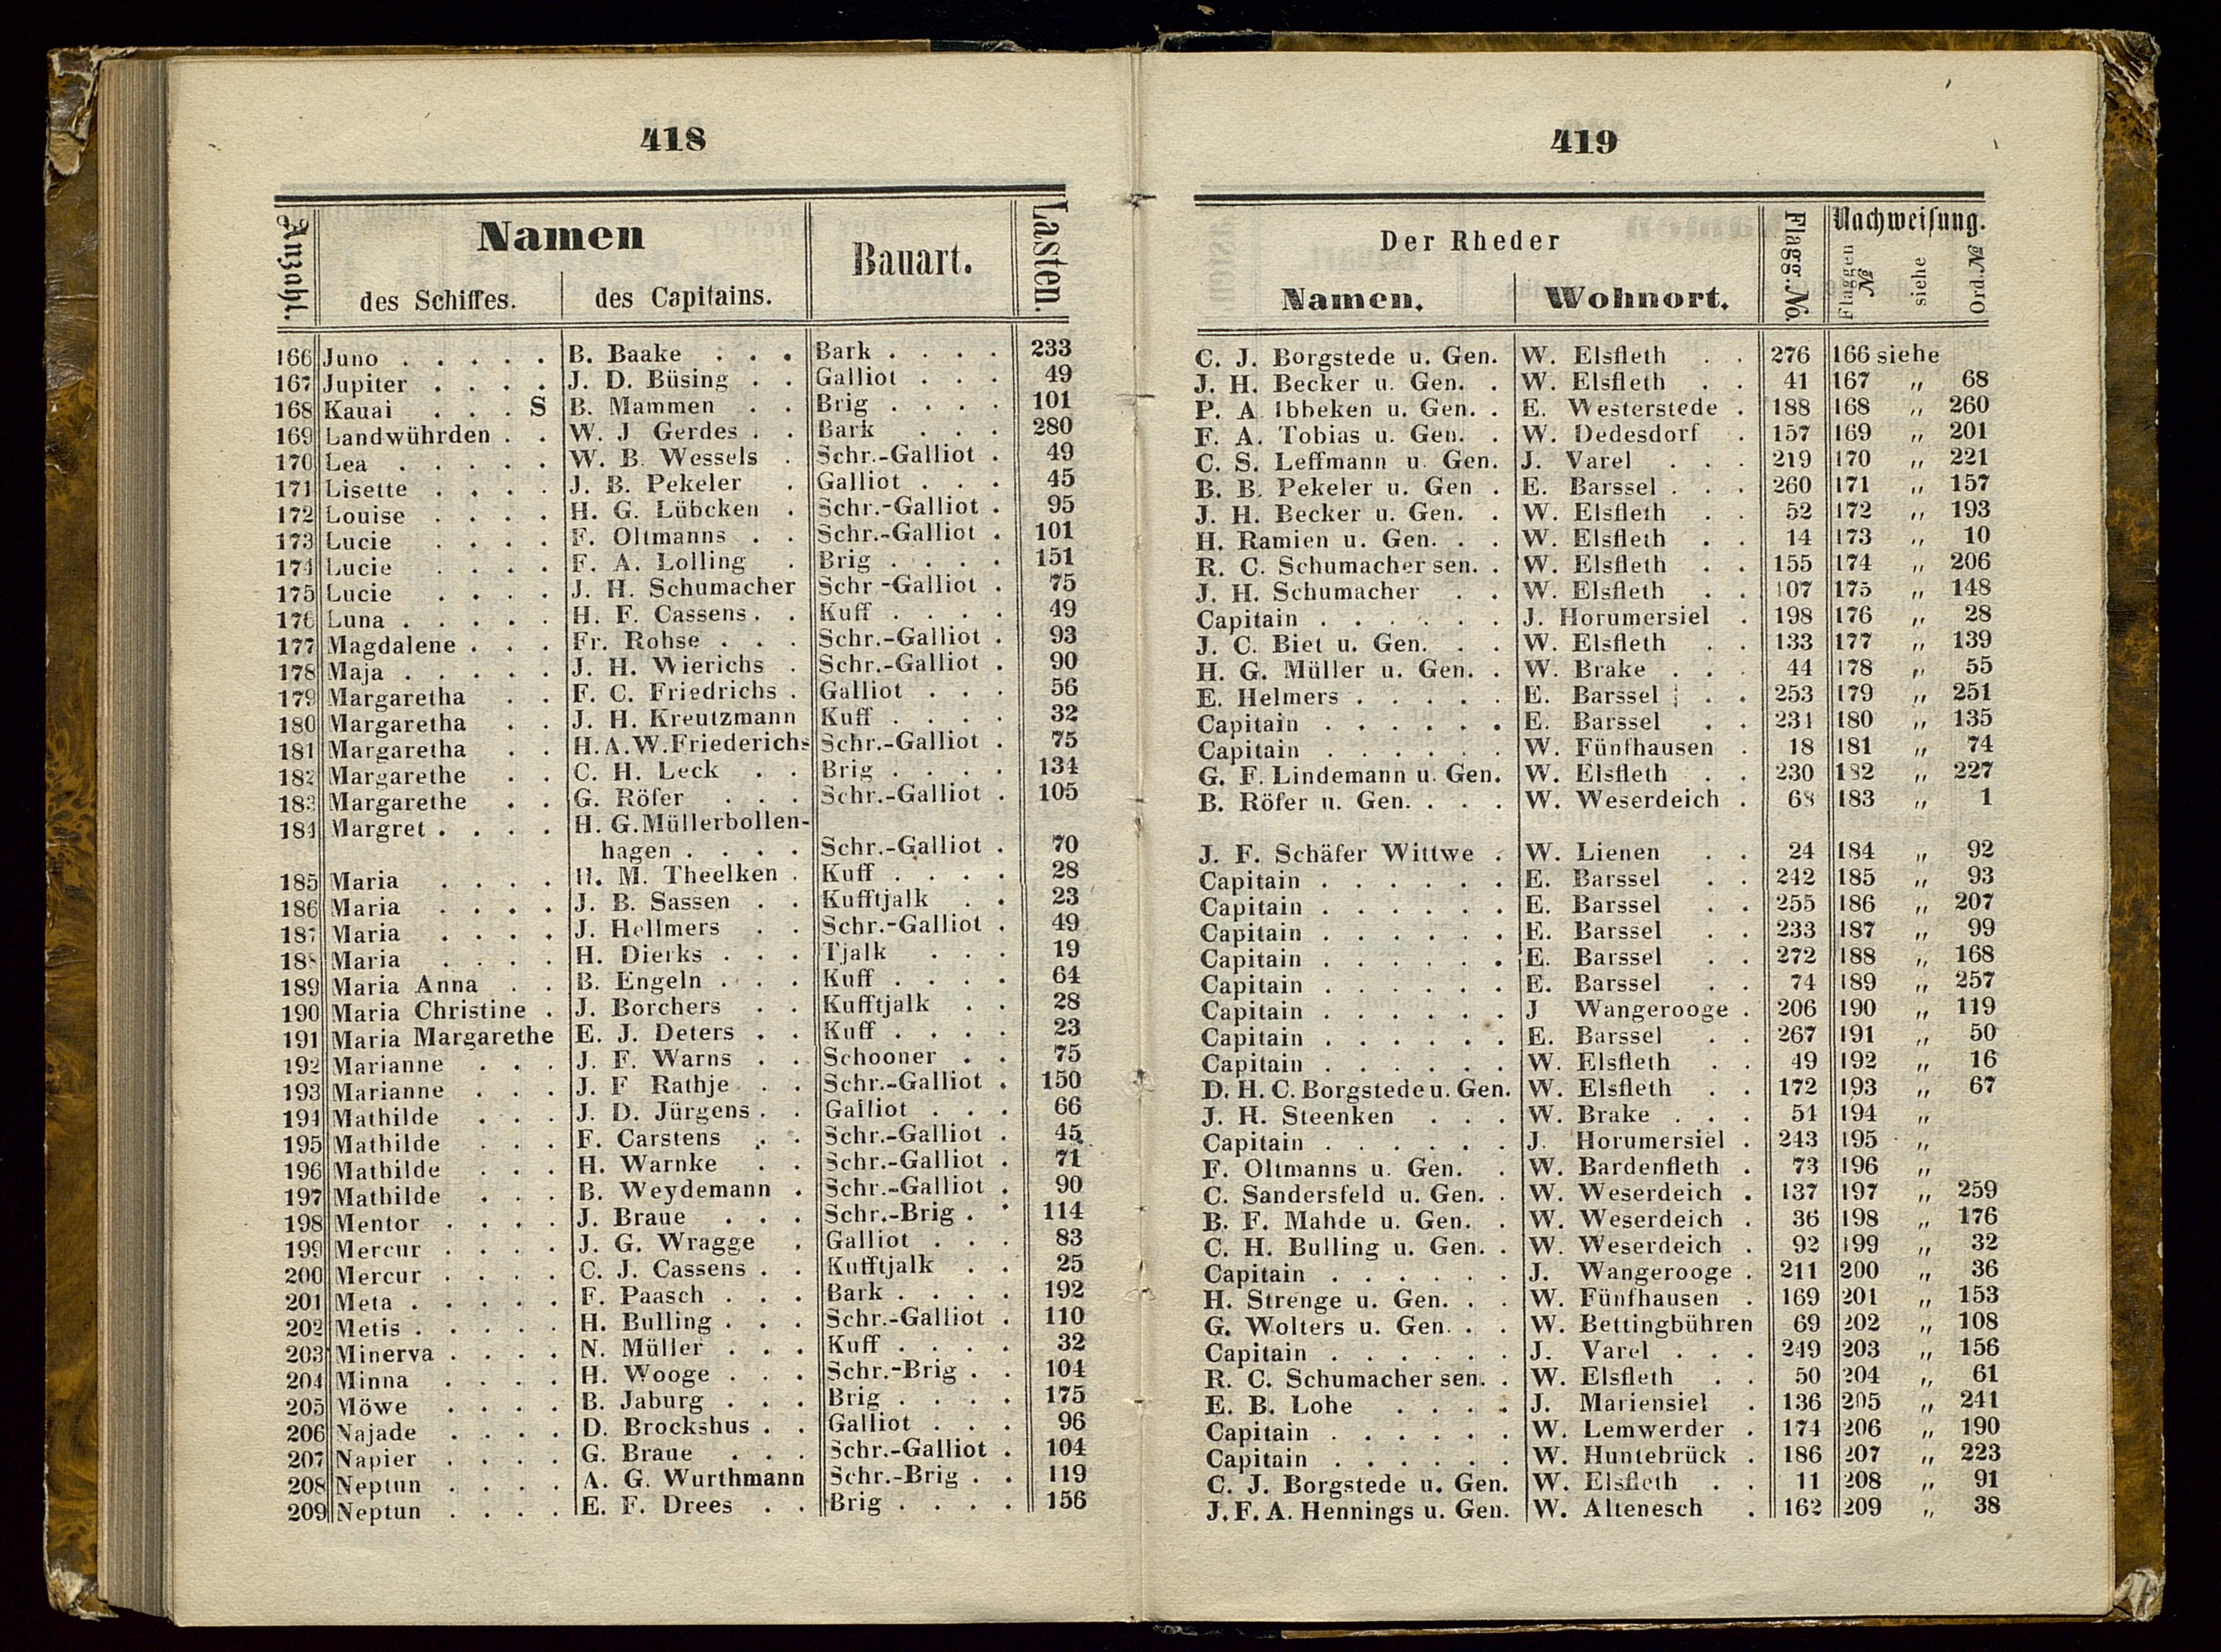 418
Anzahl. Namen Bauart. Lasten.
des Schiffes. des Capitains.
166 Juno . . . . . B. Baake . . . Bark . . . . 233
167 Jupiter . . . . J. D. Büsing . . Galliot . . . 49
168 Kauai . . . S B. Mammen . . Brig . . . . 101
169 Landwührden . . W. J Gerdes . . Bark . . . 280
170 Lea . . . . . W. B. Wessels . Schr.-Galliot . 49
171 Lisette . . . . J. B. Pekeler . Galliot . . . 45
172 Louise . . . . H. G. Lübcken . Schr.-Galliot . 95
173 Lucie . . . . F. Oltmanns . . Schr.-Galliot . 101
174 Lucie . . . . F. A. Lolling . Brig . . . . 151
175 Lucie . . . . J. H. Schumacher Schr-Galliot . 75
176 Luna . . . . . H. F. Cassens . . Kuff . . . . 49
177 Magdalene . . . Fr. Rohse . . . Schr.-Galliot . 93
178 Maja . . . . . J. H. Wierichs . Schr.-Galliot . 90
179 Margaretha . . F. C. Friedrichs . Galliot . . . 56
180 Margaretha . . J. H. Kreutzmann Kuff . . . . 32
181 Margaretha . . H. A. W. Friederichs Schr.-Galliot . 75
182 Margarethe . . C. H. Leck . . Brig . . . . 134
183 Margarethe . . G. Röfer . . . Schr.-Galliot . 105
184 Margret . . . . H. G. Müllerbollen-
hagen . . . . Schr.-Galliot . 70
185 Maria . . . . H. M. Theelken . Kuff . . . . 28
186 Maria . . . . J. B. Sassen . . Kufftjalk . . 23
187 Maria . . . . J. Hellmers . . Schr.-Galliot . 49
188 Maria . . . . H. Dierks . . . Tjalk . . . 19
189 Maria Anna . . B. Engeln . . . Kuff . . . . 64
190 Maria Christine . J. Borchers . . Kufftjalk . . 28
191 Maria Margarethe E. J. Deters . . Kuff . . . . 23
192 Marianne . . . J. F. Warns . . Schooner . . 75
193 Marianne . . . J. F Rathje . . Schr.-Galliot . 150
194 Mathilde . . . J. D. Jürgens . . Galliot . . . 66
195 Mathilde . . . F. Carstens . . Schr.-Galliot . 45
196 Mathilde . . . H. Warnke . . Schr.-Galliot . 71
197 Mathilde . . . B. Weydemann . Schr.-Galliot . 90
198 Mentor . . . . J. Braue . . . Schr.-Brig . . 114
199 Mercur . . . . J. G. Wragge . Galliot . . . 83
200 Mercur . . . . C. J. Cassens . . Kufftjalk . . 25
201 Meta . . . . . F. Paasch . . . Bark . . . . 192
202 Metis . . . . . H. Bulling . . . Schr.-Galliot . 110
203 Minerva . . . . N. Müller . . . Kuff . . . . 32
204 Minna . . . . H. Wooge . . . Schr.-Brig . . 104
205 Möwe . . . . B. Jaburg . . . Brig . . . . 175
206 Najade . . . . D. Brockshus . . Galliot . . . 96
207 Napier . . . . G. Braue . . . Schr.-Galliot . 104
208 Neptun . . . . A. G. Wurthmann Schr.-Brig . . 119
209 Neptun . . . . E. F. Drees . . Brig . . . . 156
419
Der Rheder Flagg.-No. Nachweisung.
Namen. Wohnort. Flaggen № siehe Ord. №
C. J. Borgstede u. Gen. W. Elsfleth . . 276 166 siehe
J. H. Becker u. Gen. . W. Elsfleth . . 41 167 „ 68
P. A. Ibbeken u. Gen. . E. Westerstede . 188 168 „ 260
F. A. Tobias u. Gen. . W. Dedesdorf . 157 169 „ 201
C. S. Leffmann u. Gen. J. Varel . . . 219 170 „ 221
B. B. Pekeler u. Gen . E. Barssel . . . 260 171 „ 157
J. H. Becker u. Gen. . W. Elsfleth . . 52 172 „ 193
H. Ramien u. Gen. . . W. Elsfleth . . 14 173 „ 10
R. C. Schumacher sen. . W. Elsfleth . . 155 174 „ 206
J. H. Schumacher . . W. Elsfleth . . 107 175 „ 148
Capitain . . . . . . J. Horumersiel . 198 176 „ 28
J. C. Biet u. Gen. . . W. Elsfleth . . 133 177 „ 139
H. G. Müller u. Gen. . W. Brake . . . 44 178 „ 55
E. Helmers . . . . . E. Barssel . . 253 179 „ 251
Capitain . . . . . . E. Barssel . . 234 180 „ 135
Capitain . . . . . . W. Fünfhausen . 18 181 „ 74
G. F. Lindemann u. Gen. W. Elsfleth . . 230 182 „ 227
B. Röfer u. Gen. . . . W. Weserdeich . 68 183 „ 1
J. F. Schäfer Wittwe . W. Lienen . . 24 184 „ 92
Capitain . . . . . . E. Barssel . . 242 185 „ 93
Capitain . . . . . . E. Barssel . . 255 186 „ 207
Capitain . . . . . . E. Barssel . . 233 187 „ 99
Capitain . . . . . . E. Barssel . . 272 188 „ 168
Capitain . . . . . . E. Barssel . . 74 189 „ 257
Capitain . . . . . . J Wangerooge . 206 190 „ 119
Capitain . . . . . . E. Barssel . . 267 191 „ 50
Capitain . . . . . . W. Elsfleth . . 49 192 „ 16
D. H. C. Borgstede u. Gen. W. Elsfleth . . 172 193 „ 67
J. H. Steenken . . . W. Brake . . . 54 194 „
Capitain . . . . . . J. Horumersiel . 243 195 „
F. Oltmanns u. Gen. . W. Bardenfleth . 73 196 „
C. Sandersfeld u. Gen. . W. Weserdeich . 137 197 „ 259
B. F. Mahde u. Gen. . W. Weserdeich . 36 198 „ 176
C. H. Bulling u. Gen. . W. Weserdeich . 92 199 „ 32
Capitain . . . . . . J. Wangerooge . 211 200 „ 36
H. Strenge u. Gen. . . W. Fünfhausen . 169 201 „ 153
G. Wolters u. Gen. . . W. Bettingbühren 69 202 „ 108
Capitain . . . . . . J. Varel . . . 249 203 „ 156
R. C. Schumacher sen. . W. Elsfleth . . 50 204 „ 61
E. B. Lohe . . . . J. Mariensiel . 136 205 „ 241
Capitain . . . . . . W. Lemwerder . 174 206 „ 190
Capitain . . . . . . W. Huntebrück . 186 207 „ 223
C. J. Borgstede u. Gen. W. Elsfleth . . 11 208 „ 91
J. F. A. Hennings u. Gen. W. Altenesch . 162 209 „ 38